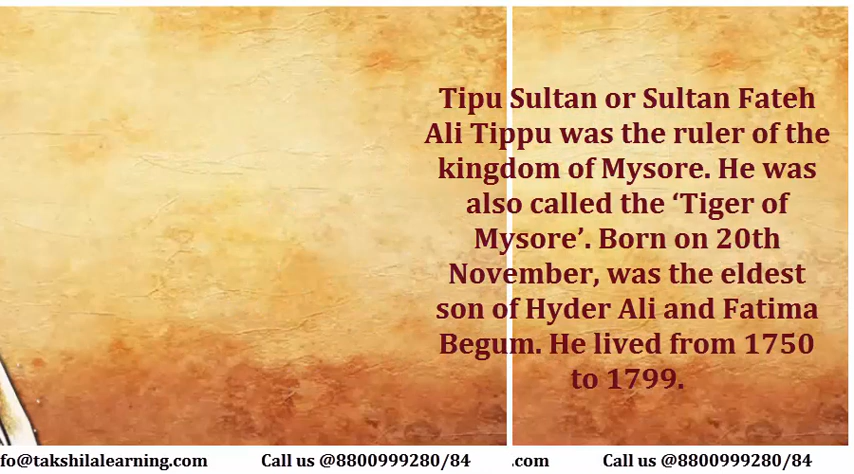 Tipu Sultan or Sultan Fateh
Ali Tippu was the ruler of the
kingdom of Mysore. He was
also called the ‘Tiger of
Mysore’. Born on 20th
November, was the eldest
son of Hyder Ali and Fatima
Begum. He lived from 1750
to 1799.
fo@takshilalearning.com Call us @8800999280/84 .com Call us @8800999280/84